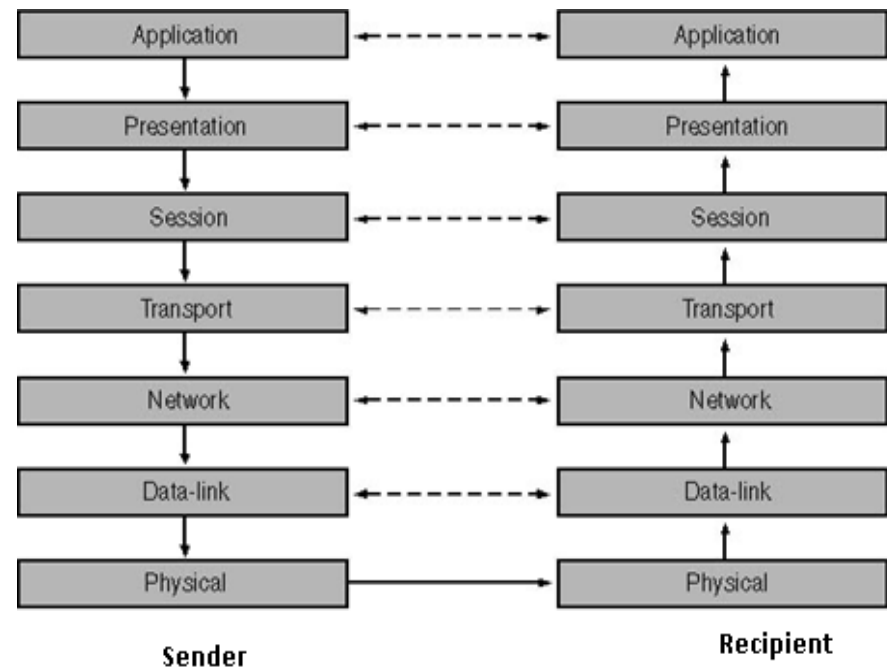 Application Application
Presentation Presentation
Session Session
Transport Transport
Network Network
Data-link Data-link
Physical Physical
Sender Recipient